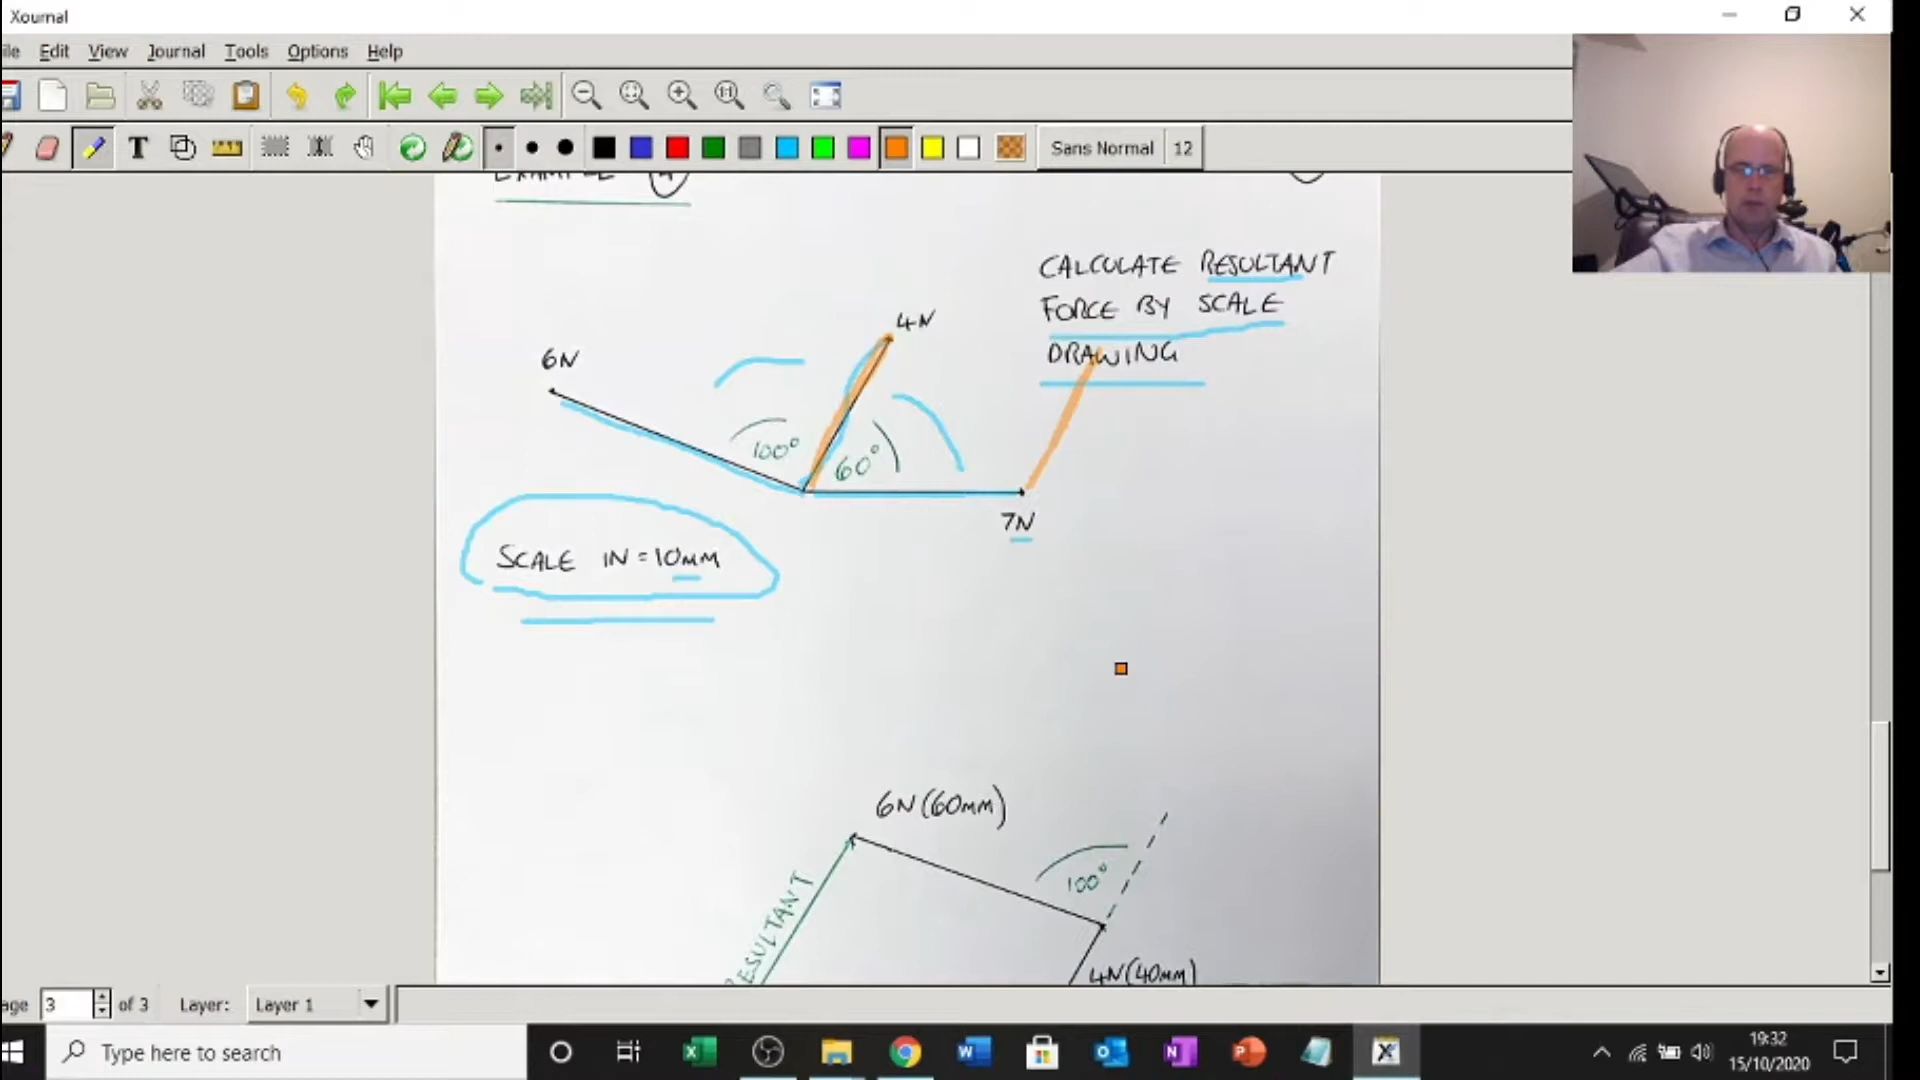 Xournal
Edit View Journal Tools Options Help
Sans Normal 12
CALCULATE RESULTANT
FORCE BY SCALE
DRAWING
4N
6N
100°
60°
7N
SCALE 1N = 10MM
6N (60MM)
100°
RESULTANT
4N (40MM)
3 of 3 Layer: Layer 1
Type here to search
19:32
15/10/2020